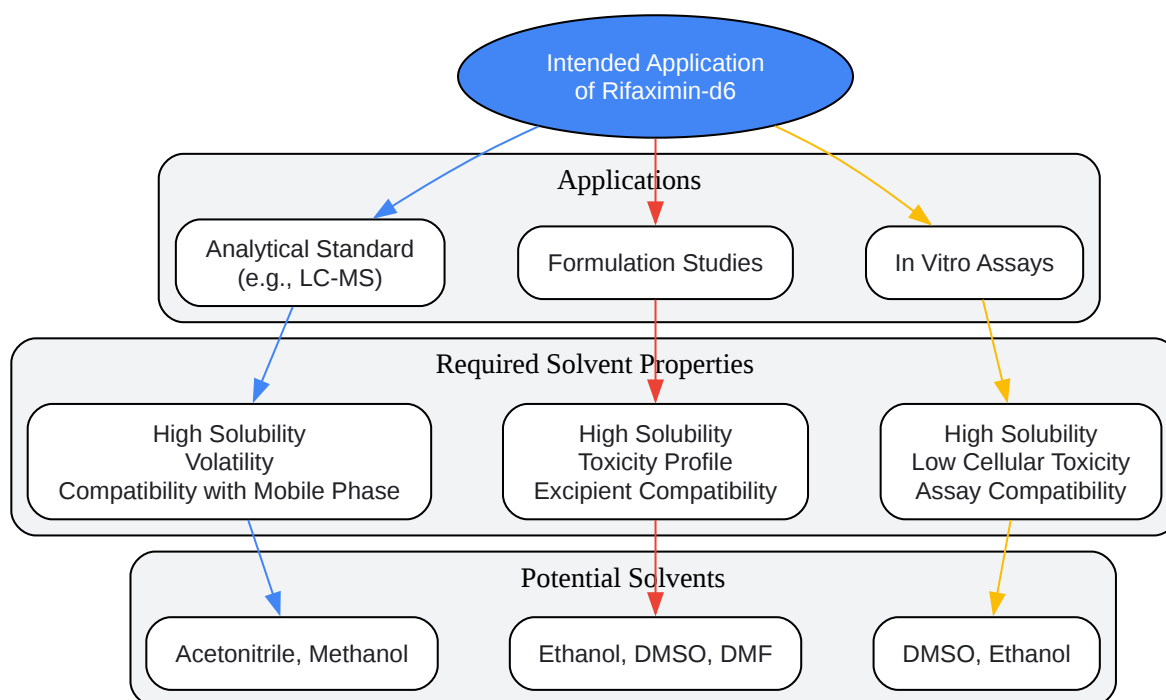 Intended Application
of Rifaximin-d6
Applications
Analytical Standard
(e.g., LC-MS)
Formulation Studies
In Vitro Assays
Required Solvent Properties
High Solubility
Volatility
Compatibility with Mobile Phase
High Solubility
Toxicity Profile
Excipient Compatibility
High Solubility
Low Cellular Toxicity
Assay Compatibility
Potential Solvents
Acetonitrile, Methanol
Ethanol, DMSO, DMF
DMSO, Ethanol